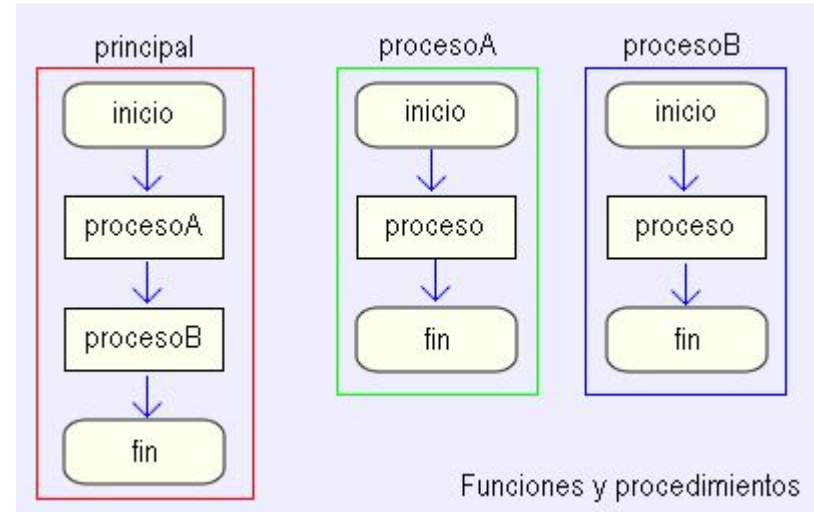 principal
inicio
procesoA
procesoB
fin
procesoA
inicio
proceso
fin
procesoB
inicio
proceso
fin
Funciones y procedimientos